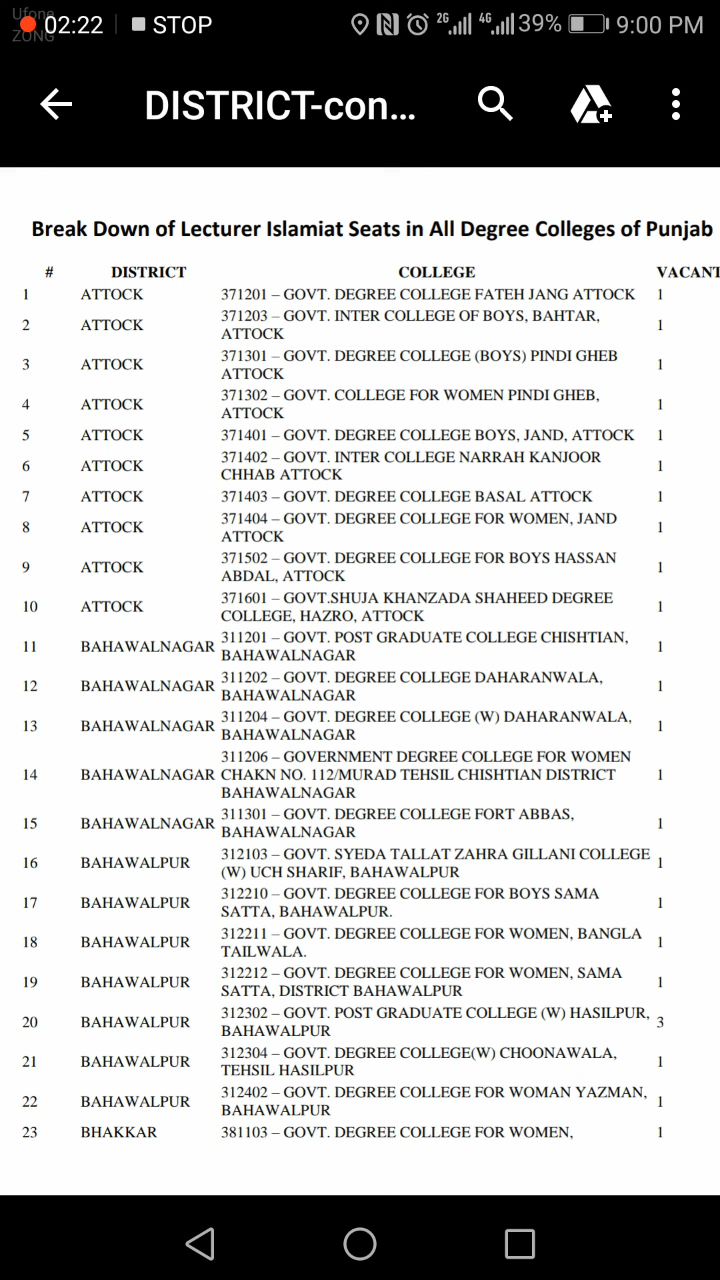 Ufone
ZONG
02:22 STOP 2G 4G 39% 9:00 PM
DISTRICT-con...
Break Down of Lecturer Islamiat Seats in All Degree Colleges of Punjab
# DISTRICT COLLEGE VACANT
1 ATTOCK 371201 – GOVT. DEGREE COLLEGE FATEH JANG ATTOCK 1
2 ATTOCK 371203 – GOVT. INTER COLLEGE OF BOYS, BAHTAR, 1
ATTOCK
3 ATTOCK 371301 – GOVT. DEGREE COLLEGE (BOYS) PINDI GHEB 1
ATTOCK
4 ATTOCK 371302 – GOVT. COLLEGE FOR WOMEN PINDI GHEB, 1
ATTOCK
5 ATTOCK 371401 – GOVT. DEGREE COLLEGE BOYS, JAND, ATTOCK 1
6 ATTOCK 371402 – GOVT. INTER COLLEGE NARRAH KANJOOR 1
CHHAB ATTOCK
7 ATTOCK 371403 – GOVT. DEGREE COLLEGE BASAL ATTOCK 1
8 ATTOCK 371404 – GOVT. DEGREE COLLEGE FOR WOMEN, JAND 1
ATTOCK
9 ATTOCK 371502 – GOVT. DEGREE COLLEGE FOR BOYS HASSAN 1
ABDAL, ATTOCK
10 ATTOCK 371601 – GOVT.SHUJA KHANZADA SHAHEED DEGREE 1
COLLEGE, HAZRO, ATTOCK
11 BAHAWALNAGAR 311201 – GOVT. POST GRADUATE COLLEGE CHISHTIAN, 1
BAHAWALNAGAR
12 BAHAWALNAGAR 311202 – GOVT. DEGREE COLLEGE DAHARANWALA, 1
BAHAWALNAGAR
13 BAHAWALNAGAR 311204 – GOVT. DEGREE COLLEGE (W) DAHARANWALA, 1
BAHAWALNAGAR
311206 – GOVERNMENT DEGREE COLLEGE FOR WOMEN
14 BAHAWALNAGAR CHAKN NO. 112/MURAD TEHSIL CHISHTIAN DISTRICT 1
BAHAWALNAGAR
15 BAHAWALNAGAR 311301 – GOVT. DEGREE COLLEGE FORT ABBAS, 1
BAHAWALNAGAR
16 BAHAWALPUR 312103 – GOVT. SYEDA TALLAT ZAHRA GILLANI COLLEGE 1
(W) UCH SHARIF, BAHAWALPUR
17 BAHAWALPUR 312210 – GOVT. DEGREE COLLEGE FOR BOYS SAMA 1
SATTA, BAHAWALPUR.
18 BAHAWALPUR 312211 – GOVT. DEGREE COLLEGE FOR WOMEN, BANGLA 1
TAILWALA.
19 BAHAWALPUR 312212 – GOVT. DEGREE COLLEGE FOR WOMEN, SAMA 1
SATTA, DISTRICT BAHAWALPUR
20 BAHAWALPUR 312302 – GOVT. POST GRADUATE COLLEGE (W) HASILPUR, 3
BAHAWALPUR
21 BAHAWALPUR 312304 – GOVT. DEGREE COLLEGE(W) CHOONAWALA, 1
TEHSIL HASILPUR
22 BAHAWALPUR 312402 – GOVT. DEGREE COLLEGE FOR WOMAN YAZMAN, 1
BAHAWALPUR
23 BHAKKAR 381103 – GOVT. DEGREE COLLEGE FOR WOMEN, 1